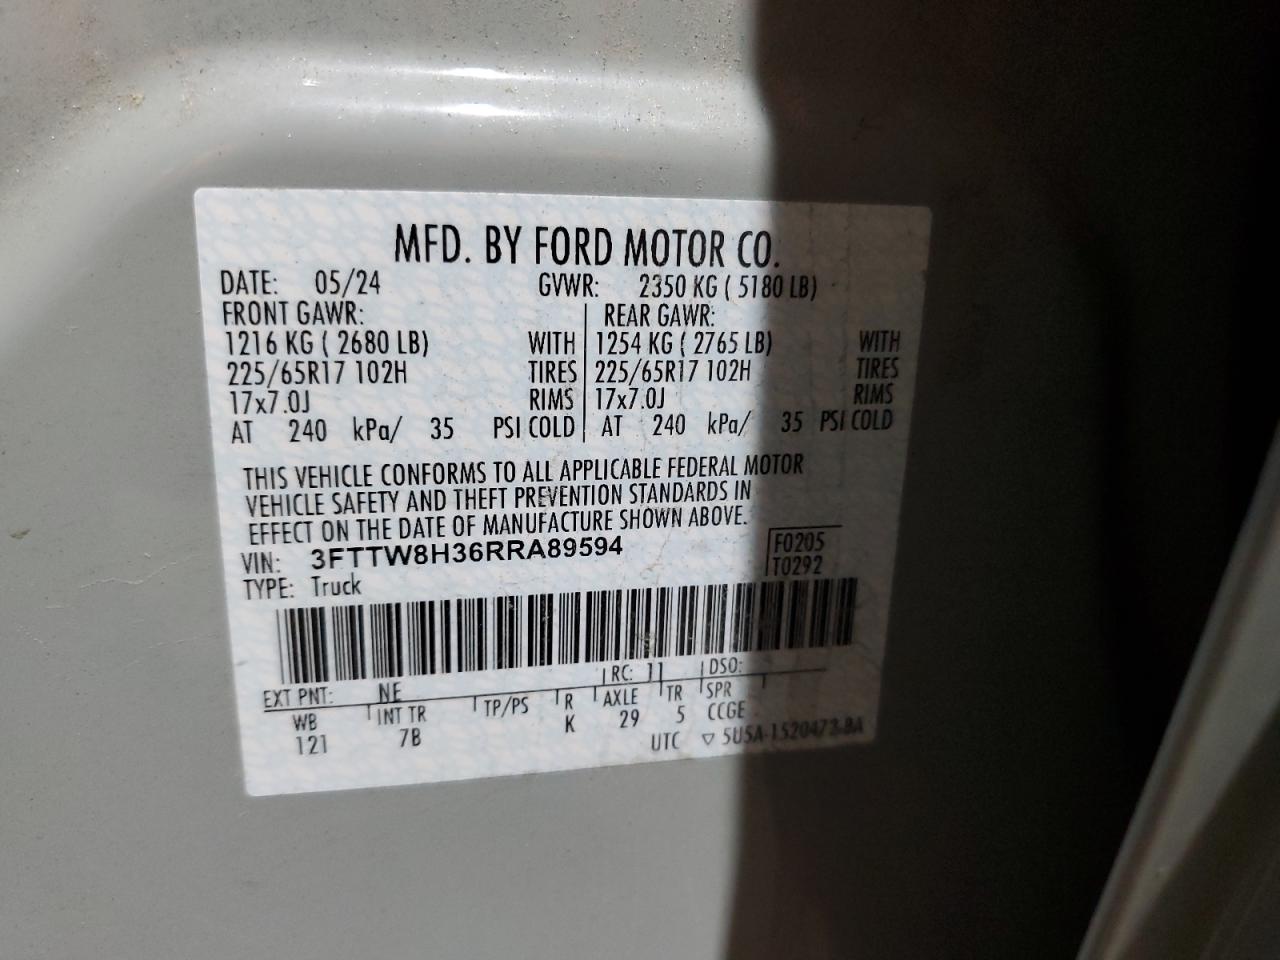 MFD. BY FORD MOTOR CO.
DATE: 05/24 GVWR: 2350 KG ( 5180 LB)
FRONT GAWR: REAR GAWR:
1216 KG ( 2680 LB) WITH 1254 KG ( 2765 LB) WITH
225/65R17 102H TIRES 225/65R17 102H TIRES
17x7.0J RIMS 17x7.0J RIMS
AT 240 kPa/ 35 PSI COLD AT 240 kPa/ 35 PSI COLD
THIS VEHICLE CONFORMS TO ALL APPLICABLE FEDERAL MOTOR
VEHICLE SAFETY AND THEFT PREVENTION STANDARDS IN
EFFECT ON THE DATE OF MANUFACTURE SHOWN ABOVE.
VIN: 3FTTW8H36RRA89594 F0205
TYPE: Truck T0292
EXT PNT: NE RC: 11 DSO:
WB INT TR TP/PS R AXLE TR SPR
121 7B K 29 5 CCGE
UTC ▽ 5U5A-1520472-BA